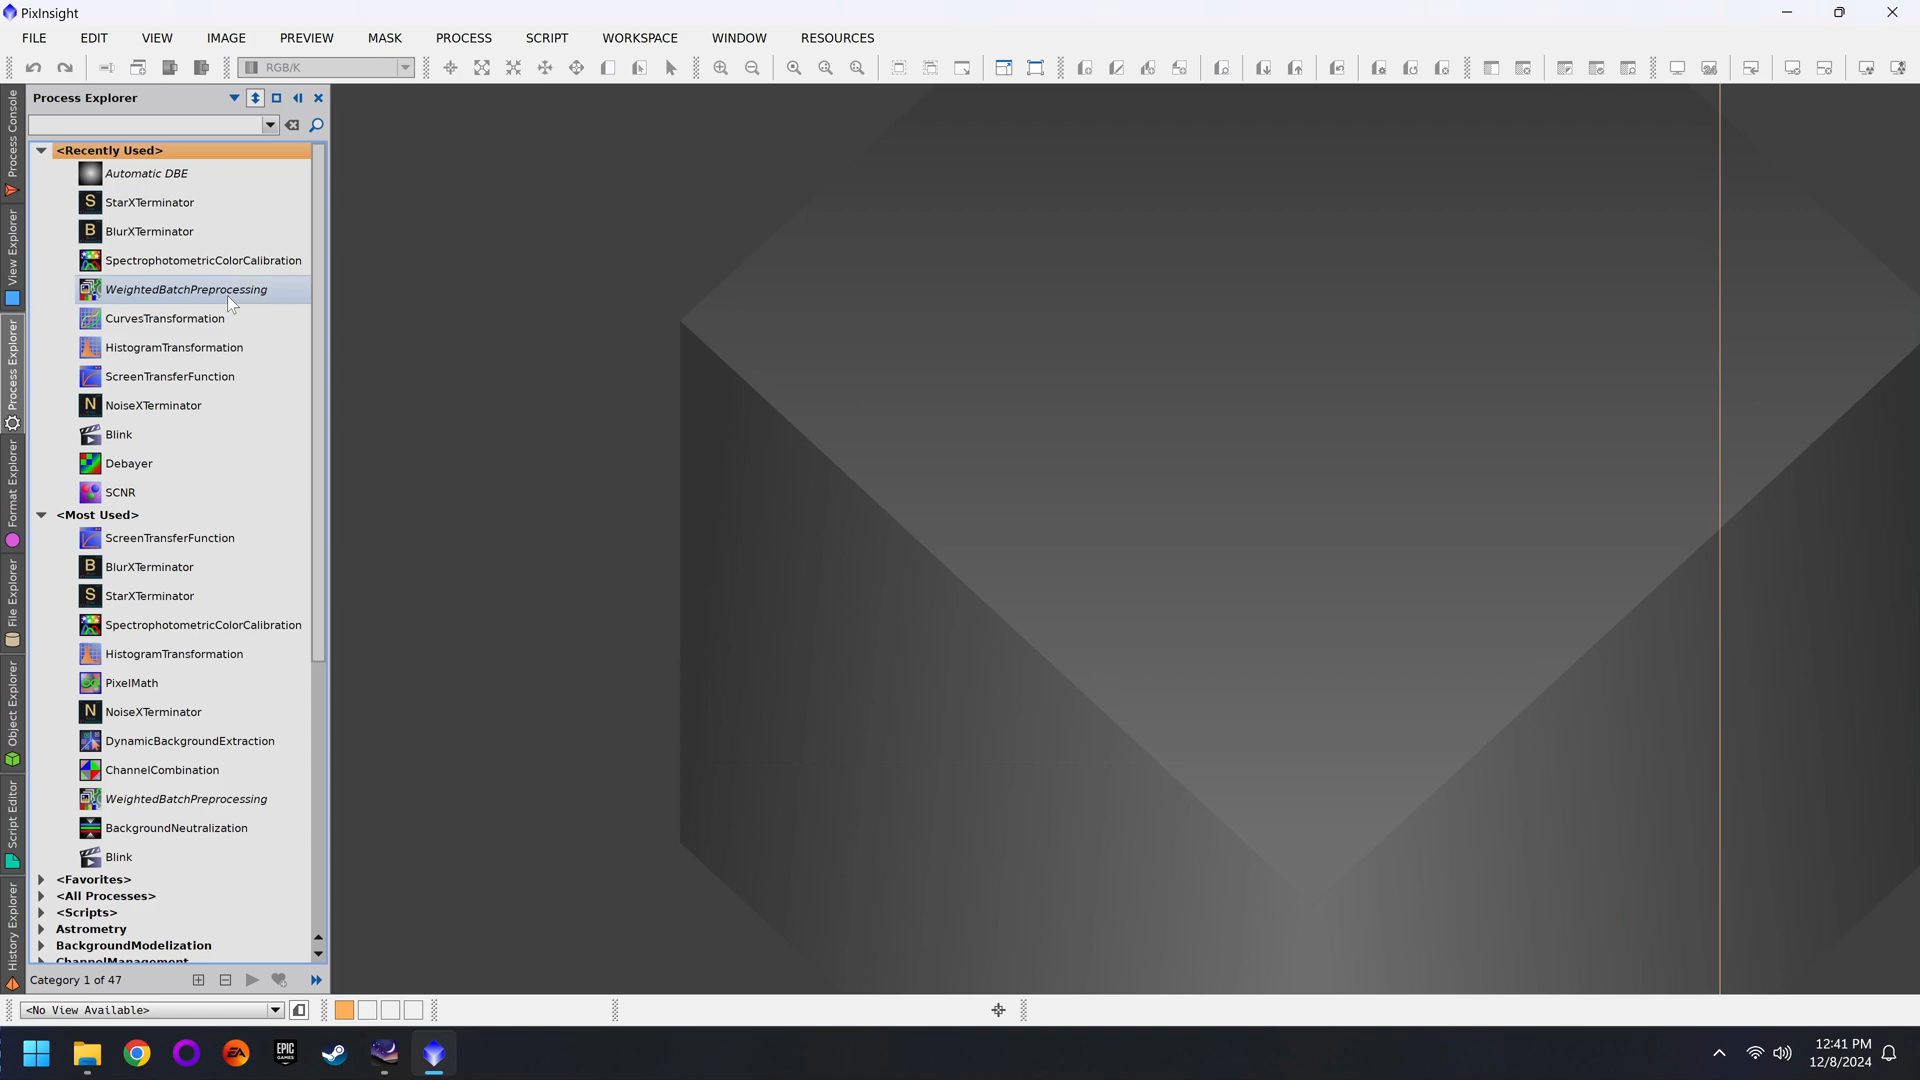 PixInsight
FILE EDIT VIEW IMAGE PREVIEW MASK PROCESS SCRIPT WORKSPACE WINDOW RESOURCES
RGB/K
Process Console
View Explorer
Process Explorer
Format Explorer
File Explorer
Object Explorer
Script Editor
History Explorer
Process Explorer
<Recently Used>
Automatic DBE
S StarXTerminator
B BlurXTerminator
SpectrophotometricColorCalibration
WeightedBatchPreprocessing
CurvesTransformation
HistogramTransformation
ScreenTransferFunction
N NoiseXTerminator
Blink
Debayer
SCNR
<Most Used>
ScreenTransferFunction
B BlurXTerminator
S StarXTerminator
SpectrophotometricColorCalibration
HistogramTransformation
PixelMath
N NoiseXTerminator
DynamicBackgroundExtraction
ChannelCombination
WeightedBatchPreprocessing
BackgroundNeutralization
Blink
<Favorites>
<All Processes>
<Scripts>
Astrometry
BackgroundModelization
ChannelManagement
Category 1 of 47
<No View Available>
EA
EPIC GAMES
12:41 PM
12/8/2024